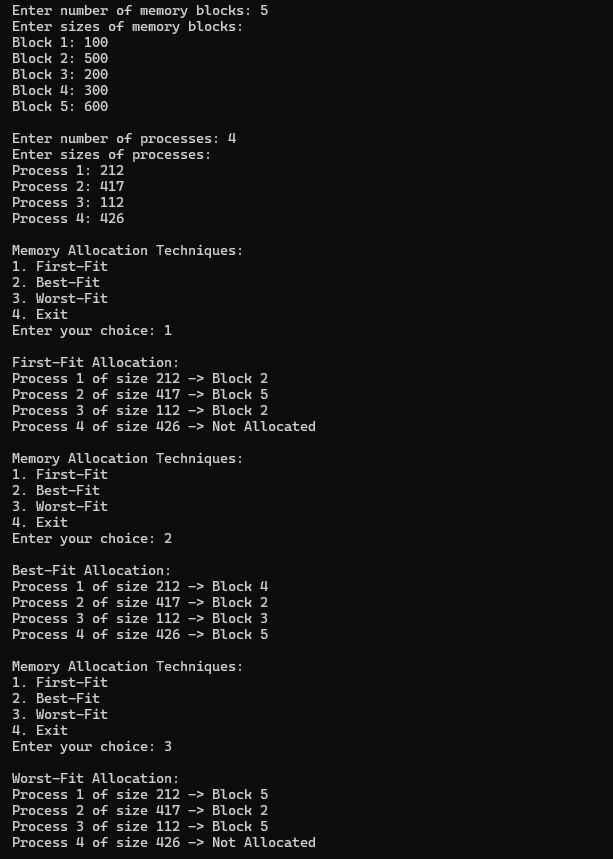 Enter number of memory blocks: 5
Enter sizes of memory blocks:
Block 1: 100
Block 2: 500
Block 3: 200
Block 4: 300
Block 5: 600
Enter number of processes: 4
Enter sizes of processes:
Process 1: 212
Process 2: 417
Process 3: 112
Process 4: 426
Memory Allocation Techniques:
1. First-Fit
2. Best-Fit
3. Worst-Fit
4. Exit
Enter your choice: 1
First-Fit Allocation:
Process 1 of size 212 -> Block 2
Process 2 of size 417 -> Block 5
Process 3 of size 112 -> Block 2
Process 4 of size 426 -> Not Allocated
Memory Allocation Techniques:
1. First-Fit
2. Best-Fit
3. Worst-Fit
4. Exit
Enter your choice: 2
Best-Fit Allocation:
Process 1 of size 212 -> Block 4
Process 2 of size 417 -> Block 2
Process 3 of size 112 -> Block 3
Process 4 of size 426 -> Block 5
Memory Allocation Techniques:
1. First-Fit
2. Best-Fit
3. Worst-Fit
4. Exit
Enter your choice: 3
Worst-Fit Allocation:
Process 1 of size 212 -> Block 5
Process 2 of size 417 -> Block 2
Process 3 of size 112 -> Block 5
Process 4 of size 426 -> Not Allocated